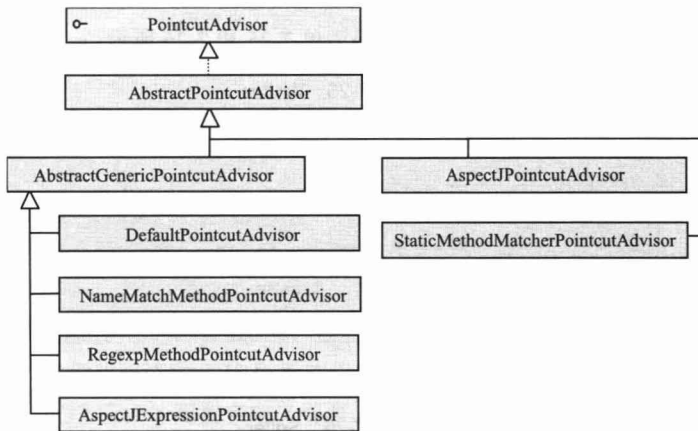 PointcutAdvisor
AbstractPointcutAdvisor
AbstractGenericPointcutAdvisor
AspectJPointcutAdvisor
DefaultPointcutAdvisor
StaticMethodMatcherPointcutAdvisor
NameMatchMethodPointcutAdvisor
RegexpMethodPointcutAdvisor
AspectJExpressionPointcutAdvisor